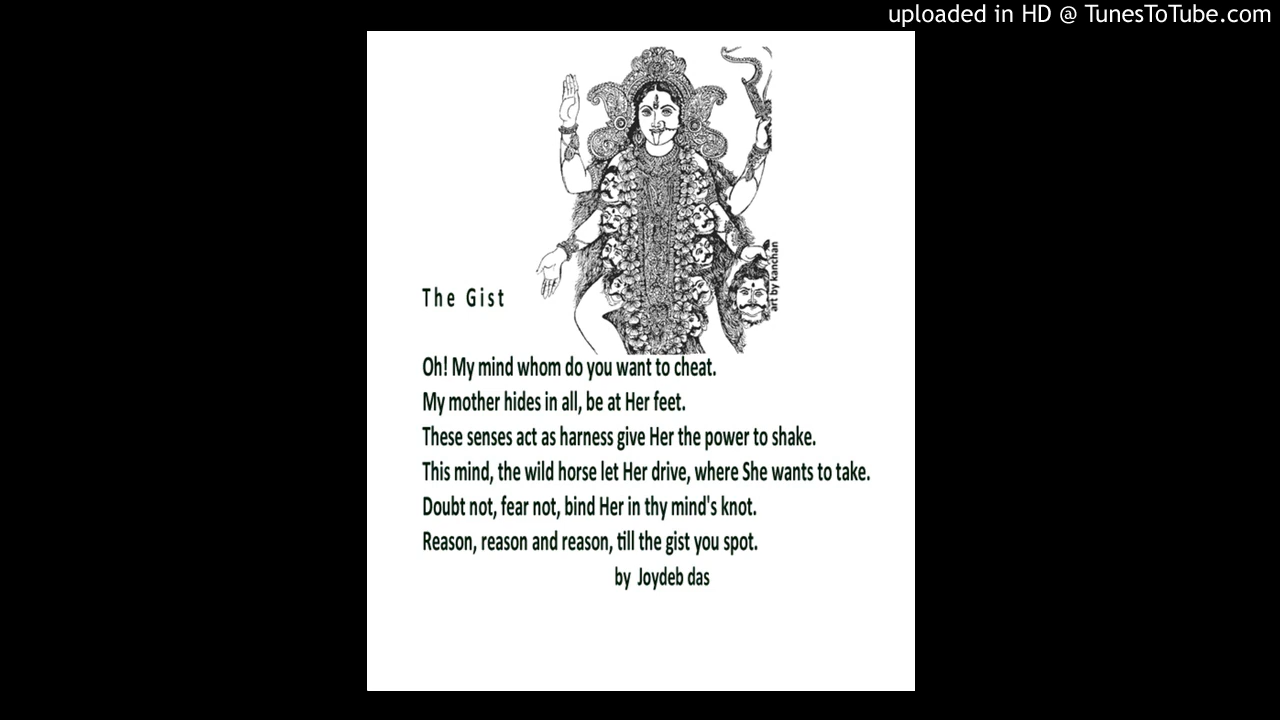 uploaded in HD @ TunesToTube.com
art by kanchan
The Gist
Oh! My mind whom do you want to cheat.
My mother hides in all, be at Her feet.
These senses act as harness give Her the power to shake.
This mind, the wild horse let Her drive, where She wants to take.
Doubt not, fear not, bind Her in thy mind's knot.
Reason, reason and reason, till the gist you spot.
by Joydeb das